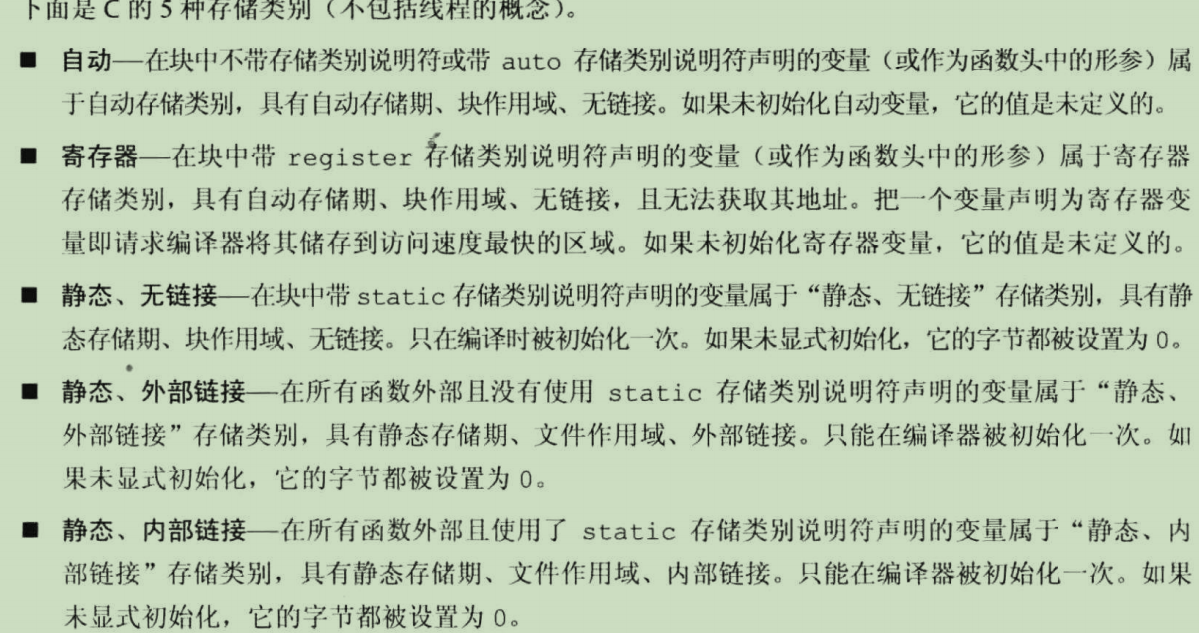 下面是 C 的 5 种存储类别（不包括线程的概念）。
■ 自动——在块中不带存储类别说明符或带 auto 存储类别说明符声明的变量（或作为函数头中的形参）属
于自动存储类别，具有自动存储期、块作用域、无链接。如果未初始化自动变量，它的值是未定义的。
■ 寄存器——在块中带 register 存储类别说明符声明的变量（或作为函数头中的形参）属于寄存器
存储类别，具有自动存储期、块作用域、无链接，且无法获取其地址。把一个变量声明为寄存器变
量即请求编译器将其储存到访问速度最快的区域。如果未初始化寄存器变量，它的值是未定义的。
■ 静态、无链接——在块中带 static 存储类别说明符声明的变量属于“静态、无链接”存储类别，具有静
态存储期、块作用域、无链接。只在编译时被初始化一次。如果未显式初始化，它的字节都被设置为 0。
■ 静态、外部链接——在所有函数外部且没有使用 static 存储类别说明符声明的变量属于“静态、
外部链接”存储类别，具有静态存储期、文件作用域、外部链接。只能在编译器被初始化一次。如
果未显式初始化，它的字节都被设置为 0。
■ 静态、内部链接——在所有函数外部且使用了 static 存储类别说明符声明的变量属于“静态、内
部链接”存储类别，具有静态存储期、文件作用域、内部链接。只能在编译器被初始化一次。如果
未显式初始化，它的字节都被设置为 0。